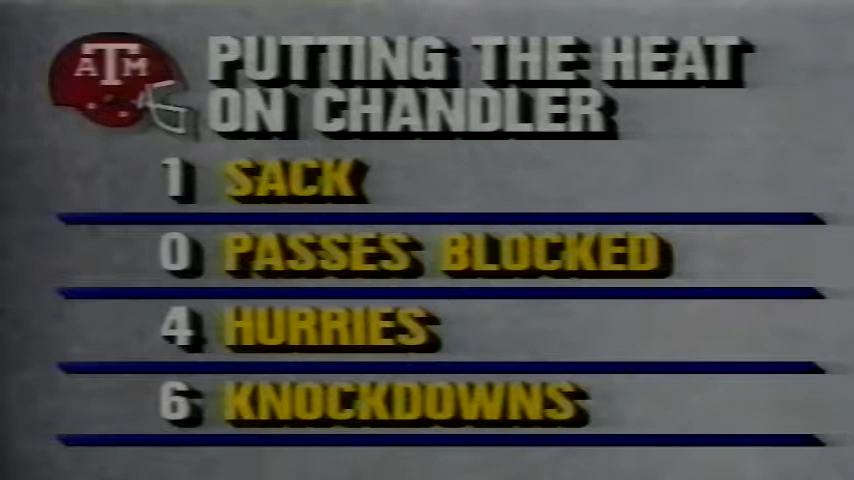 ATM
PUTTING THE HEAT
ON CHANDLER
1 SACK
0 PASSES BLOCKED
4 HURRIES
6 KNOCKDOWNS